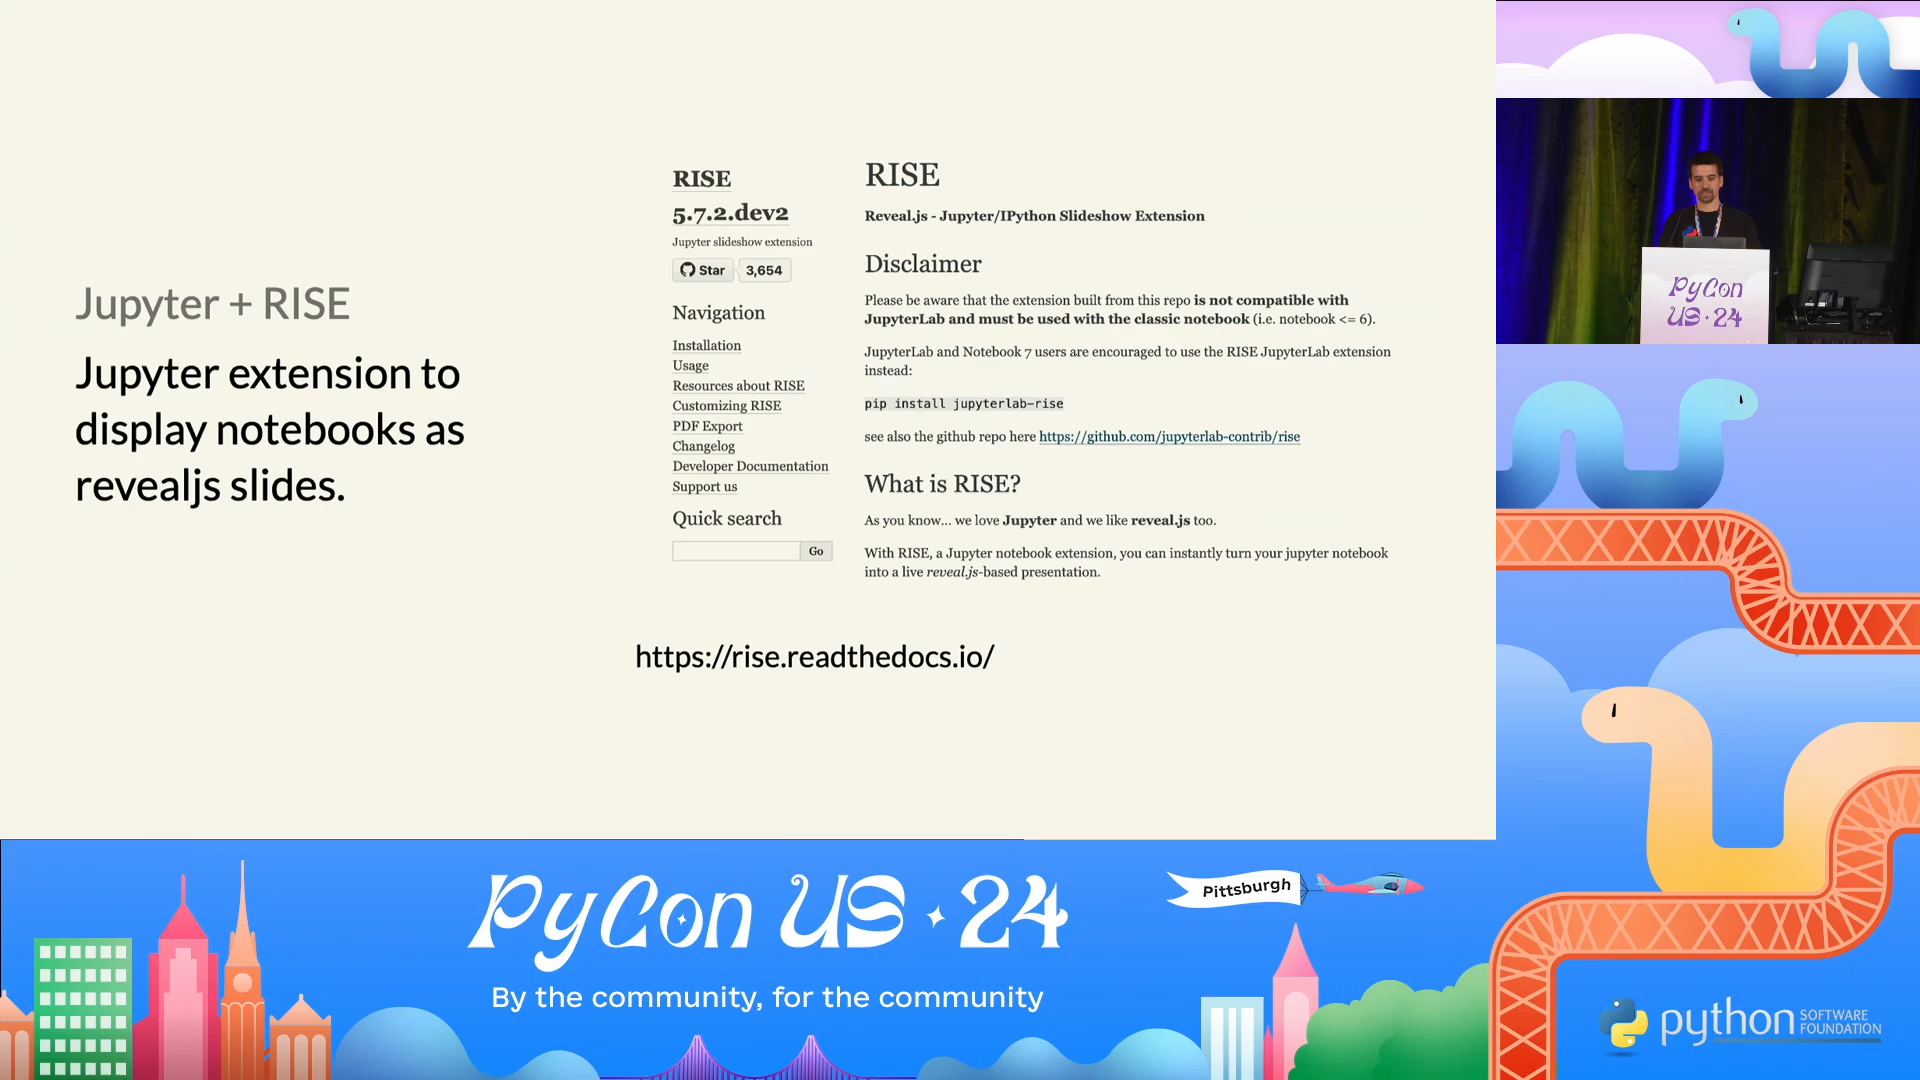 Jupyter + RISE
Jupyter extension to
display notebooks as
revealjs slides.
RISE
5.7.2.dev2
Jupyter slideshow extension
Star 3,654
Navigation
Installation
Usage
Resources about RISE
Customizing RISE
PDF Export
Changelog
Developer Documentation
Support us
Quick search
Go
RISE
Reveal.js - Jupyter/IPython Slideshow Extension
Disclaimer
Please be aware that the extension built from this repo is not compatible with
JupyterLab and must be used with the classic notebook (i.e. notebook <= 6).
JupyterLab and Notebook 7 users are encouraged to use the RISE JupyterLab extension
instead:
pip install jupyterlab-rise
see also the github repo here https://github.com/jupyterlab-contrib/rise
What is RISE?
As you know... we love Jupyter and we like reveal.js too.
With RISE, a Jupyter notebook extension, you can instantly turn your jupyter notebook
into a live reveal.js-based presentation.
https://rise.readthedocs.io/
PyCon
US · 24
PyCon US · 24
By the community, for the community
Pittsburgh
python SOFTWARE
FOUNDATION